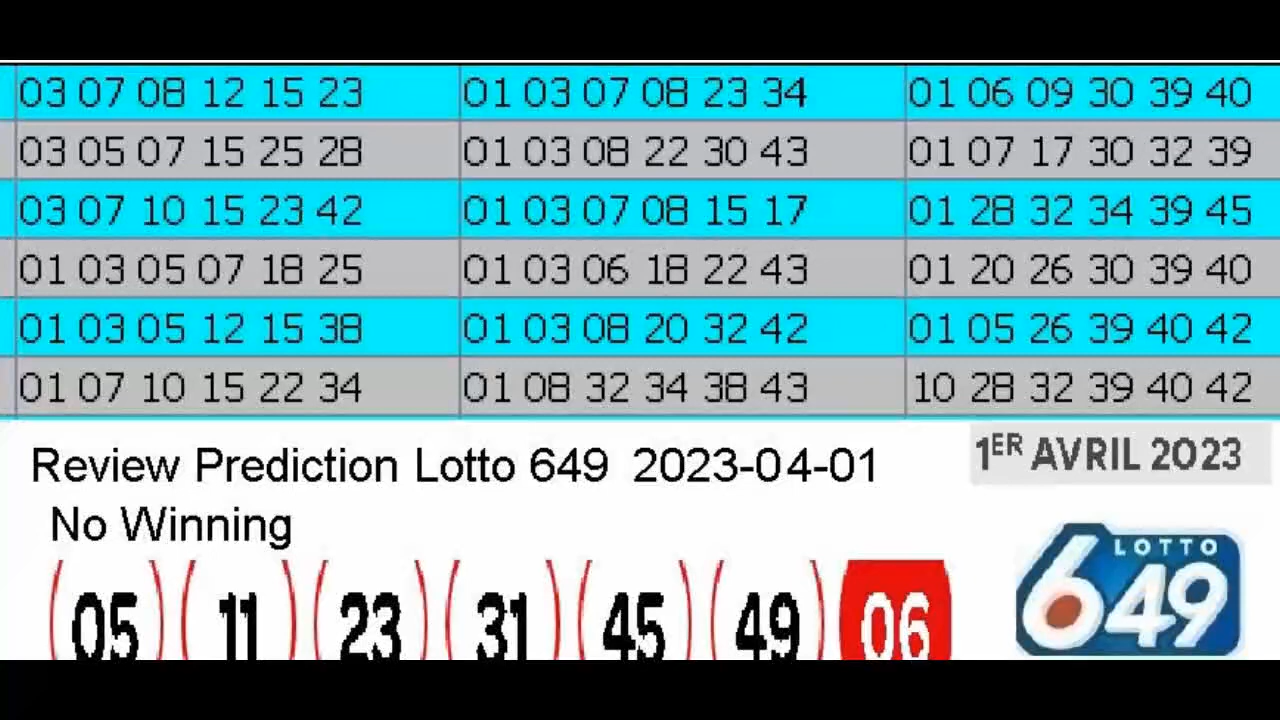 03 07 08 12 15 23 01 03 07 08 23 34 01 06 09 30 39 40
03 05 07 15 25 28 01 03 08 22 30 43 01 07 17 30 32 39
03 07 10 15 23 42 01 03 07 08 15 17 01 28 32 34 39 45
01 03 05 07 18 25 01 03 06 18 22 43 01 20 26 30 39 40
01 03 05 12 15 38 01 03 08 20 32 42 01 05 26 39 40 42
01 07 10 15 22 34 01 08 32 34 38 43 10 28 32 39 40 42
Review Prediction Lotto 649 2023-04-01
1ER AVRIL 2023
No Winning
05 11 23 31 45 49 06
LOTTO
649